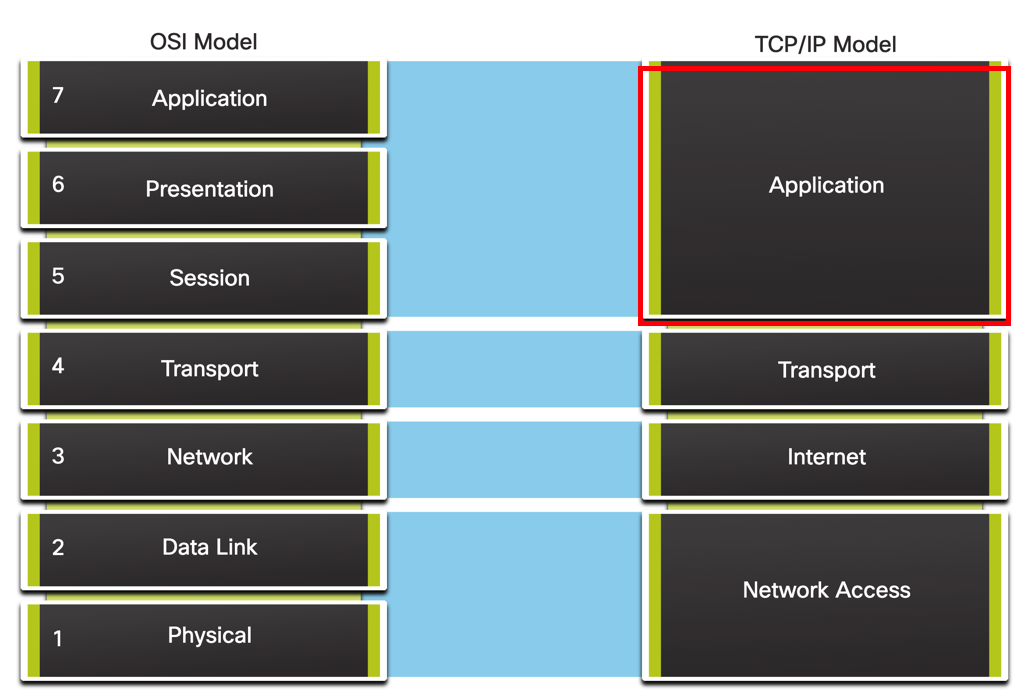 OSI Model
7 Application
6 Presentation
5 Session
4 Transport
3 Network
2 Data Link
1 Physical
TCP/IP Model
Application
Transport
Internet
Network Access